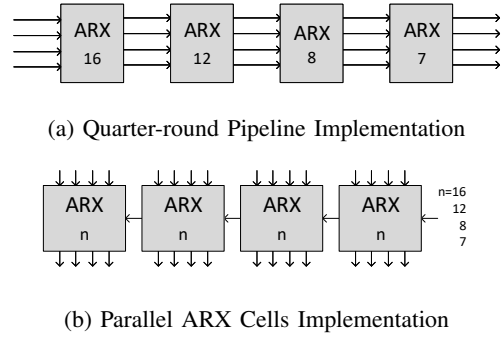 ARX ARX ARX ARX
16 12 8 7
(a) Quarter-round Pipeline Implementation
ARX ARX ARX ARX n=16
12
n n n n 8
7
(b) Parallel ARX Cells Implementation